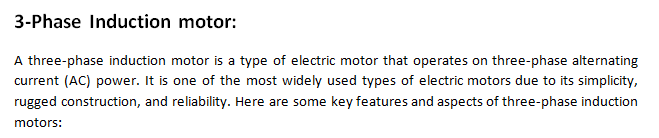 3-Phase Induction motor:
A three-phase induction motor is a type of electric motor that operates on three-phase alternating
current (AC) power. It is one of the most widely used types of electric motors due to its simplicity,
rugged construction, and reliability. Here are some key features and aspects of three-phase induction
motors: